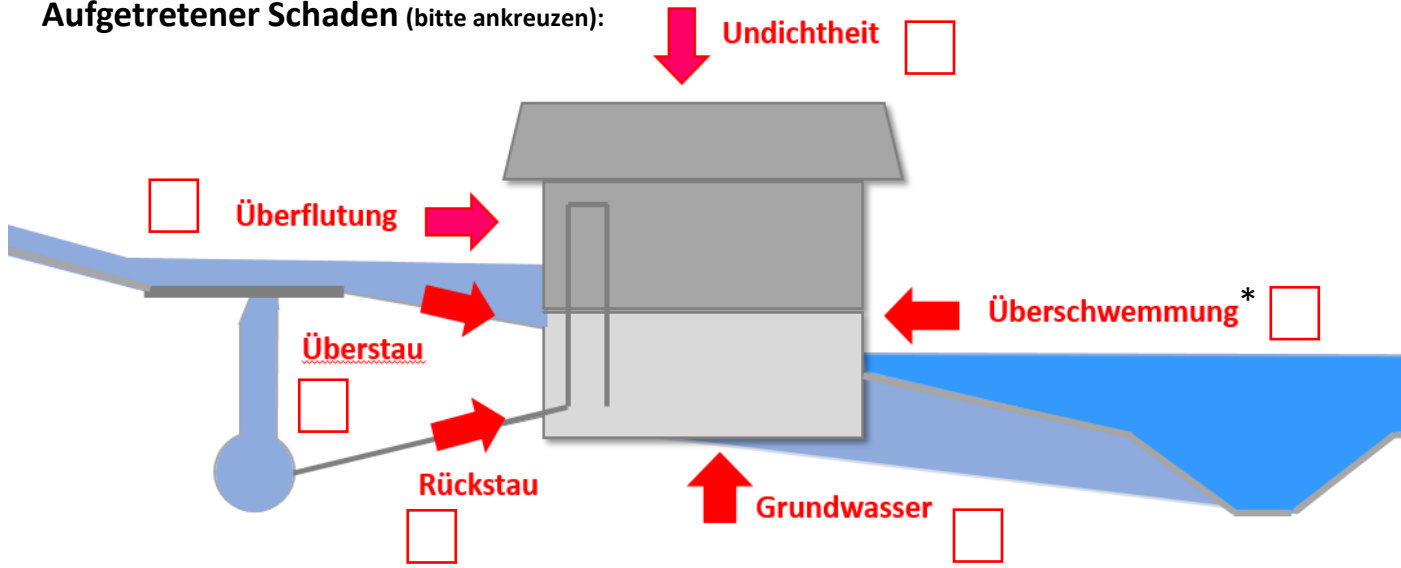 Aufgetretener Schaden (bitte ankreuzen):
Undichtheit
Überflutung
Überschwemmung*
Überstau
Rückstau
Grundwasser